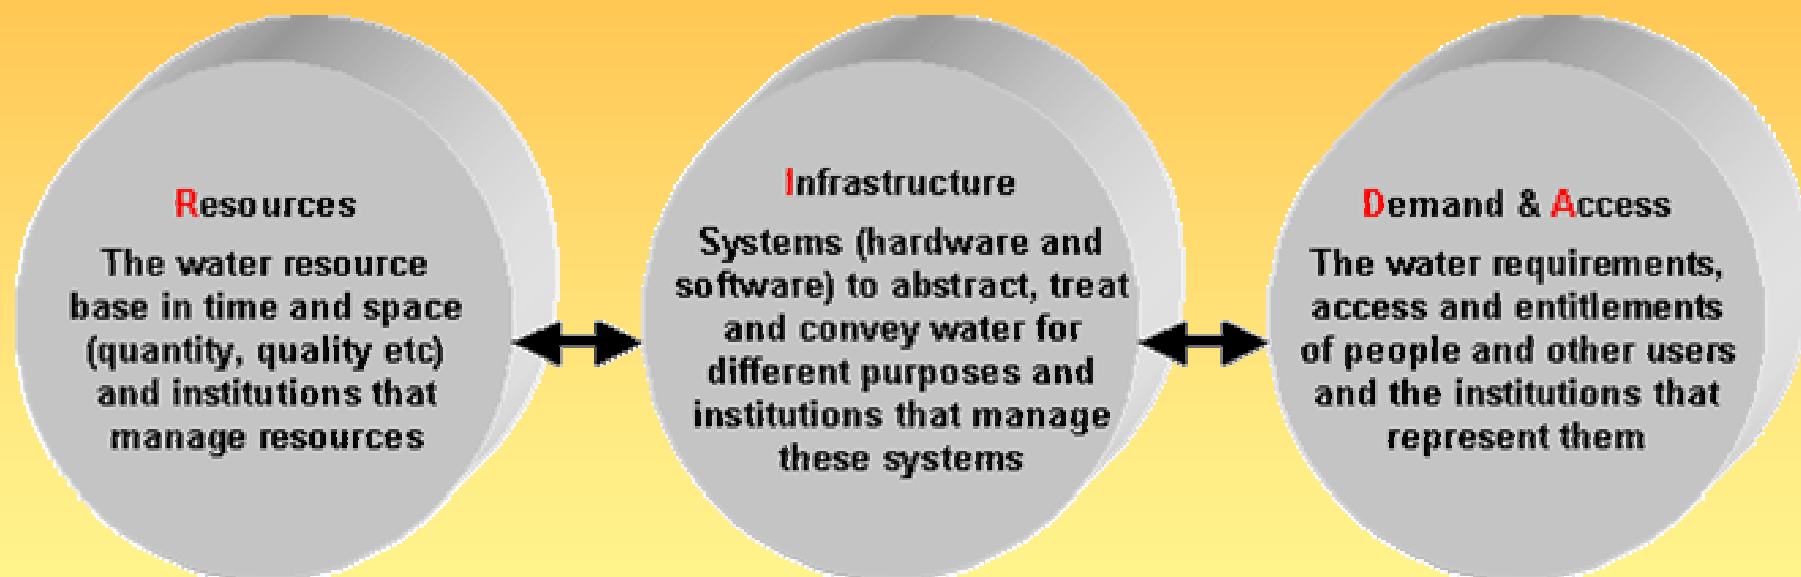 Resources
The water resource
base in time and space
(quantity, quality etc)
and institutions that
manage resources
Infrastructure
Systems (hardware and
software) to abstract, treat
and convey water for
different purposes and
institutions that manage
these systems
Demand & Access
The water requirements,
access and entitlements
of people and other users
and the institutions that
represent them